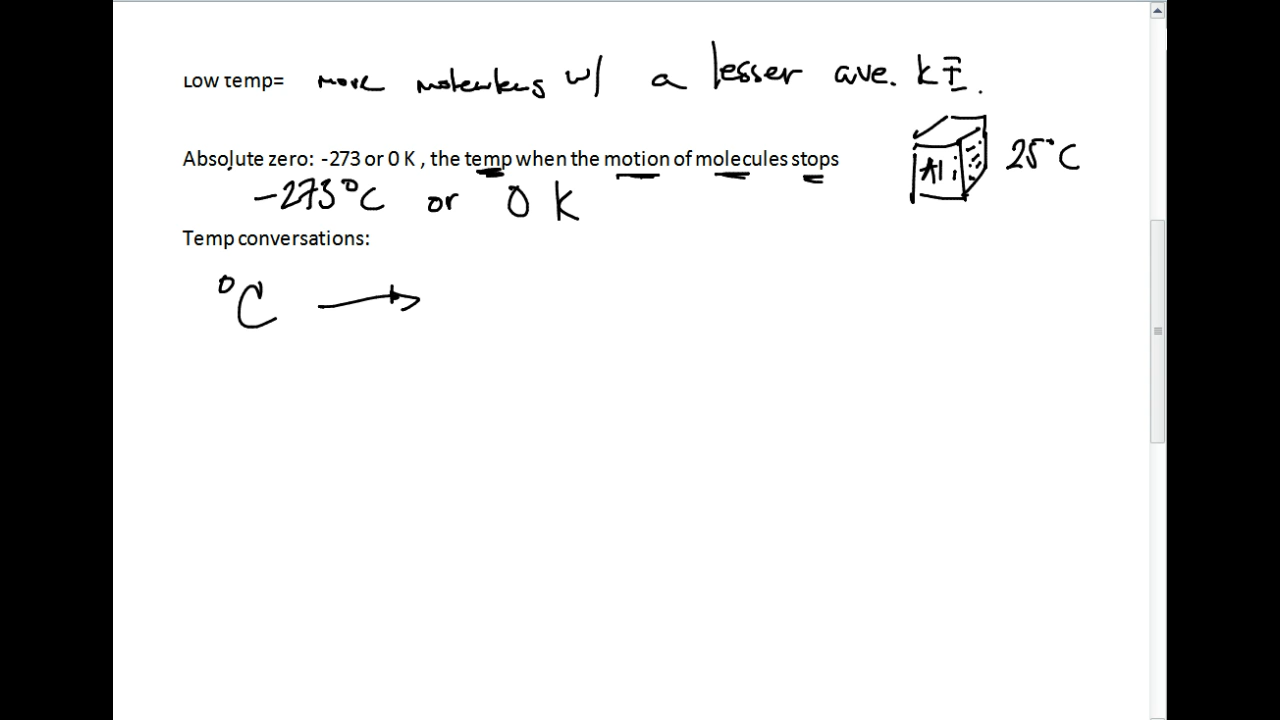 Low temp= more molecules w/ a lesser ave. KE.
Absolute zero: -273 or 0 K , the temp when the motion of molecules stops
Al 25°C
-273°C or 0 K
Temp conversations:
°C →